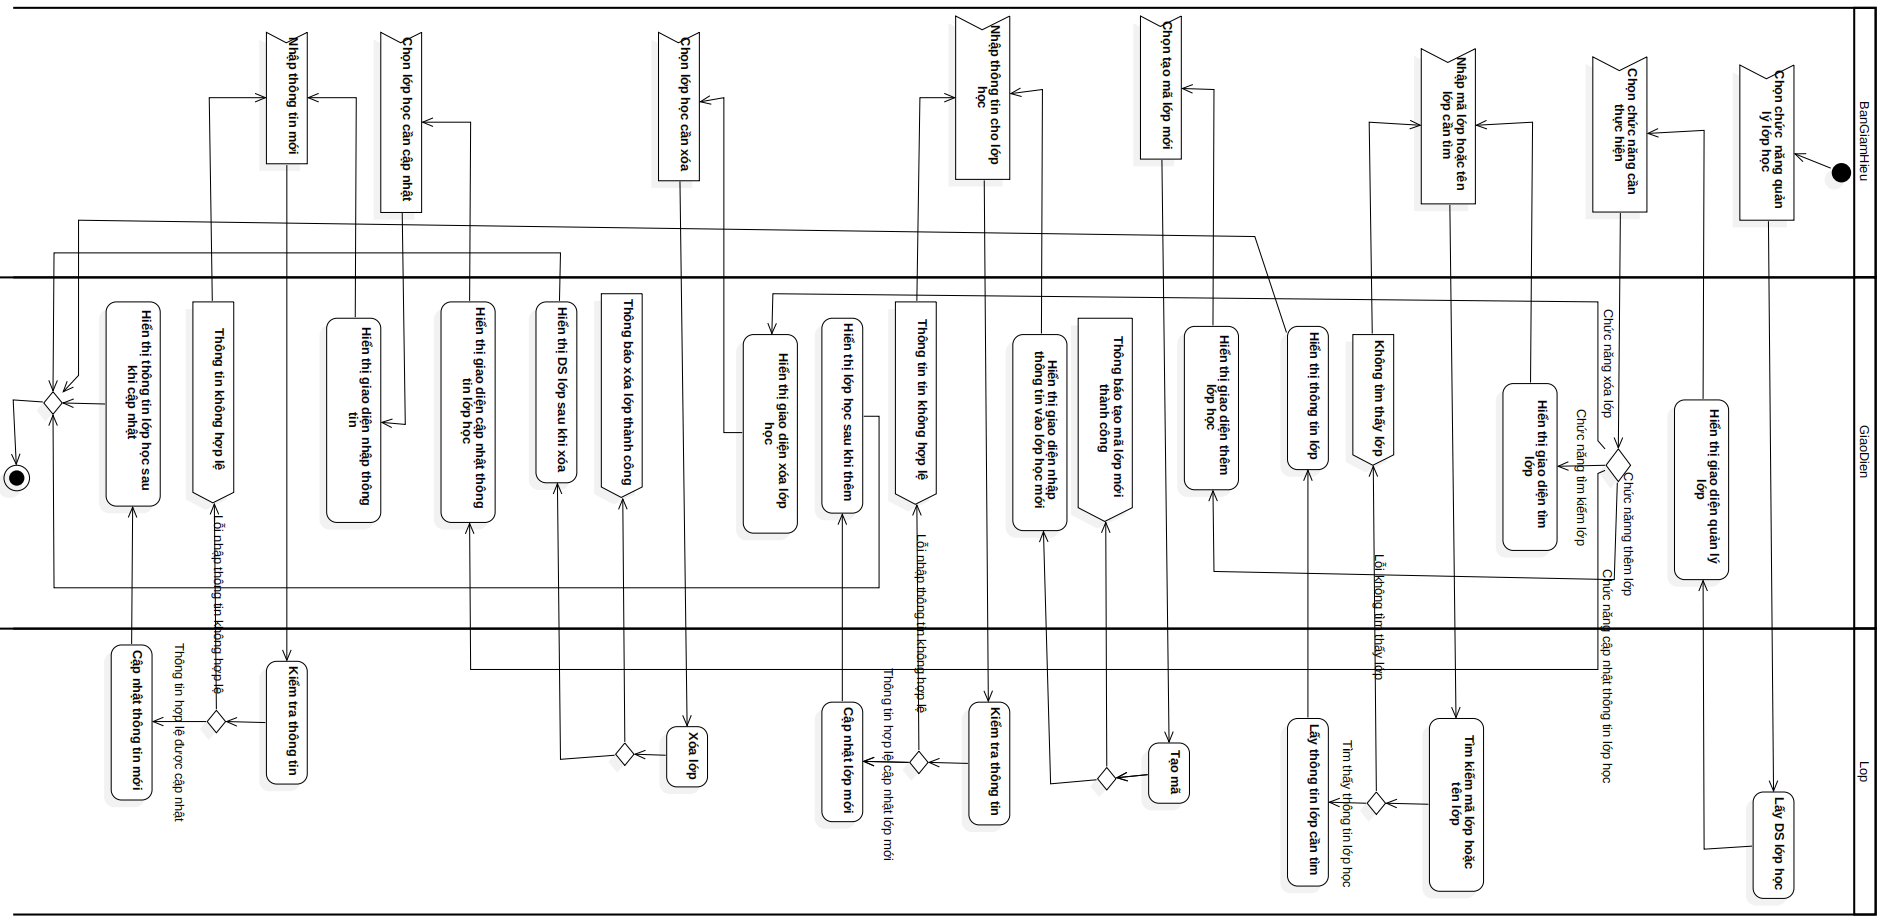 BanGiamHieu
Chọn chức năng quản
lý lớp học
Chọn chức năng cần
thực hiện
Nhập mã lớp hoặc tên
lớp cần tìm
Chọn tạo mã lớp mới
Nhập thông tin cho lớp
học
Chọn lớp học cần xóa
Chọn lớp học cần cập nhật
Nhập thông tin mới
GiaoDien
Hiển thị giao diện quản lý
lớp
Chức năng thêm lớp
Chức năng xóa lớp
Chức năng cập nhật thông tin lớp học
Chức năng tìm kiếm lớp
Hiển thị giao diện tìm
lớp
Không tìm thấy lớp
Lỗi không tìm thấy lớp
Hiển thị thông tin lớp
Hiển thị giao diện thêm
lớp học
Thông báo tạo mã lớp mới
thành công
Hiển thị giao diện nhập
thông tin vào lớp học mới
Thông tin tin không hợp lệ
Lỗi nhập thông tin không hợp lệ
Hiển thị lớp học sau khi thêm
Hiển thị giao diện xóa lớp
học
Thông báo xóa lớp thành công
Hiển thị DS lớp sau khi xóa
Hiển thị giao diện cập nhật thông
tin lớp học
Hiển thị giao diện nhập thông
tin
Thông tin không hợp lệ
Lỗi nhập thông tin không hợp lệ
Hiển thị thông tin lớp học sau
khi cập nhật
Lop
Lấy DS lớp học
Tìm kiếm mã lớp hoặc
tên lớp
Tìm thấy thông tin lớp học
Lấy thông tin lớp cần tìm
Tạo mã
Kiểm tra thông tin
Thông tin hợp lệ cập nhật lớp mới
Cập nhật lớp mới
Xóa lớp
Kiểm tra thông tin
Thông tin hợp lệ được cập nhật
Cập nhật thông tin mới